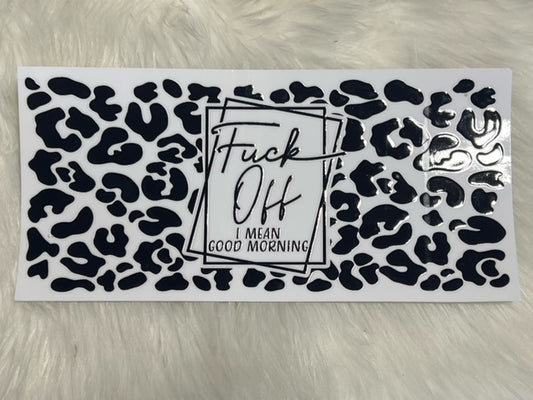 Fuck
Off
I MEAN
GOOD MORNING